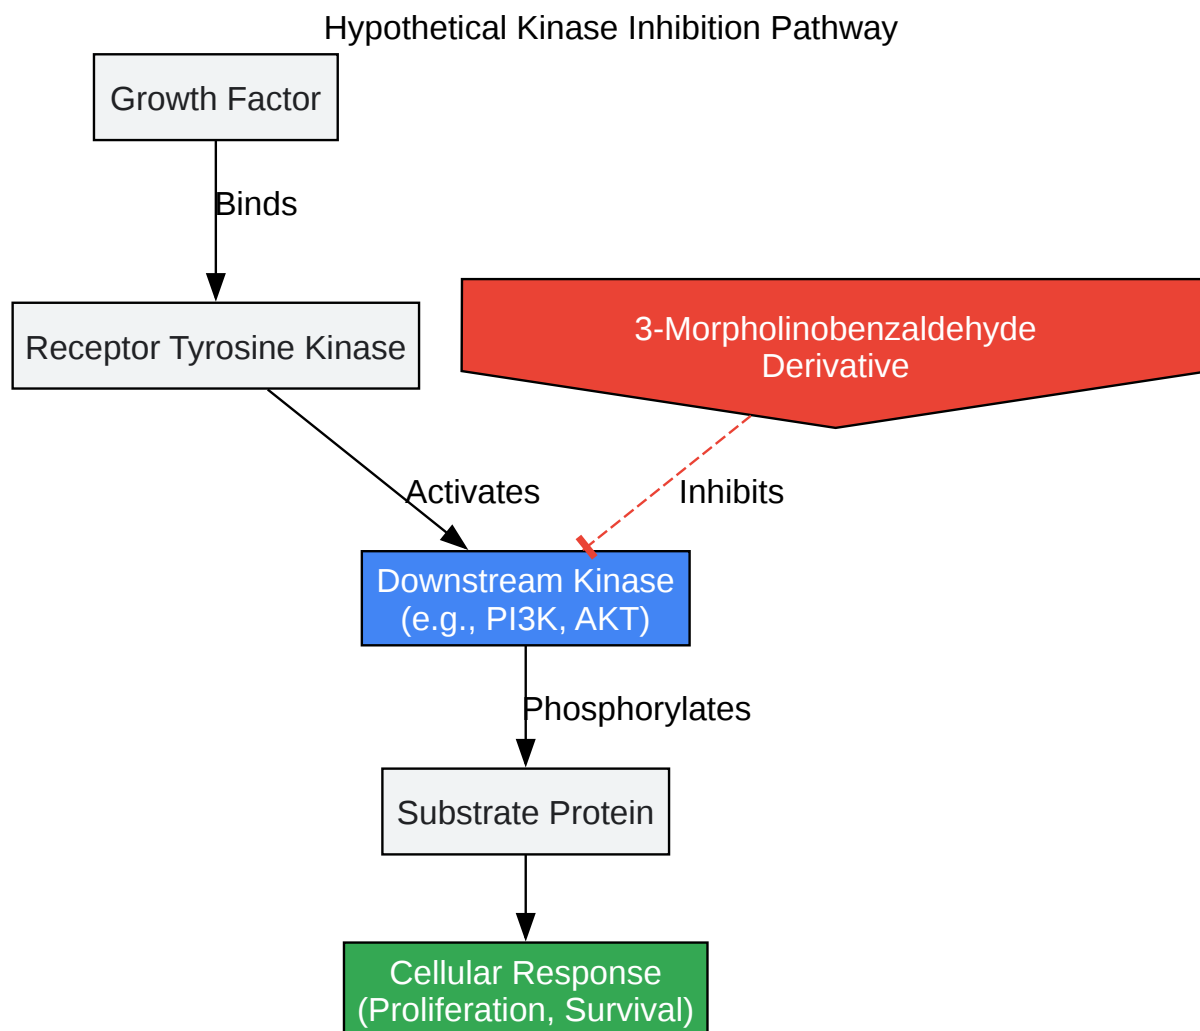 Hypothetical Kinase Inhibition Pathway
Growth Factor
Binds
Receptor Tyrosine Kinase
3-Morpholinobenzaldehyde
Derivative
Activates
Inhibits
Downstream Kinase
(e.g., PI3K, AKT)
Phosphorylates
Substrate Protein
Cellular Response
(Proliferation, Survival)